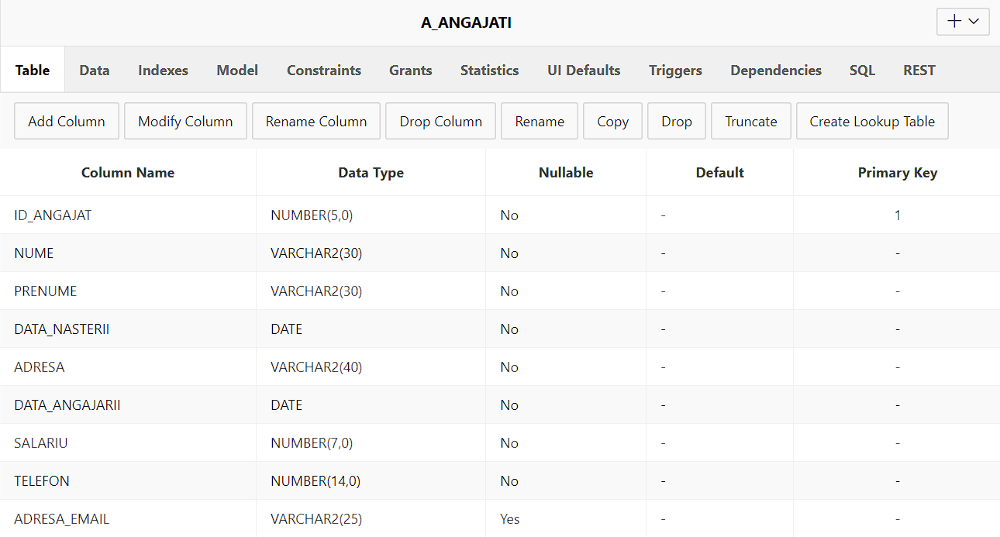 A_ANGAJATI
Table Data Indexes Model Constraints Grants Statistics UI Defaults Triggers Dependencies SQL REST
Add Column Modify Column Rename Column Drop Column Rename Copy Drop Truncate Create Lookup Table
Column Name Data Type Nullable Default Primary Key
ID_ANGAJAT NUMBER(5,0) No - 1
NUME VARCHAR2(30) No - -
PRENUME VARCHAR2(30) No - -
DATA_NASTERII DATE No - -
ADRESA VARCHAR2(40) No - -
DATA_ANGAJARII DATE No - -
SALARIU NUMBER(7,0) No - -
TELEFON NUMBER(14,0) No - -
ADRESA_EMAIL VARCHAR2(25) Yes - -